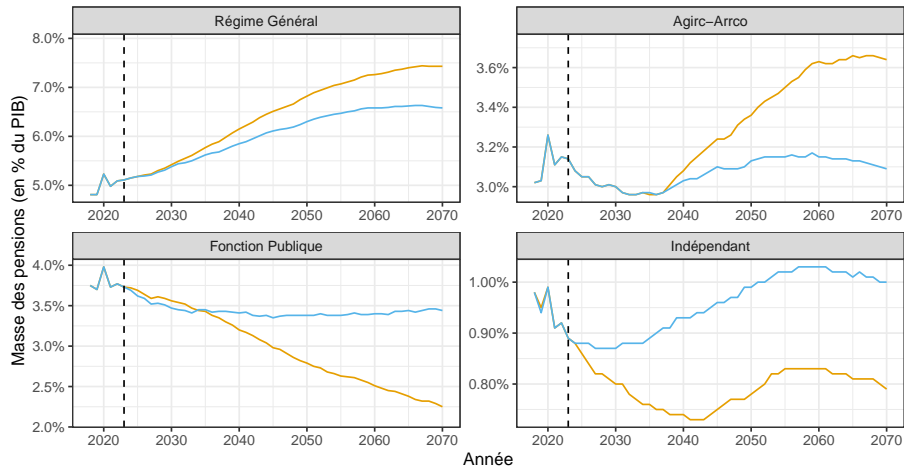 Régime Général
Agirc−Arrco
8.0%
7.0%
6.0%
5.0%
3.6%
3.4%
3.2%
3.0%
2020 2030 2040 2050 2060 2070
2020 2030 2040 2050 2060 2070
Fonction Publique
Indépendant
4.0%
3.5%
3.0%
2.5%
2.0%
1.00%
0.90%
0.80%
2020 2030 2040 2050 2060 2070
2020 2030 2040 2050 2060 2070
Masse des pensions (en % du PIB)
Année